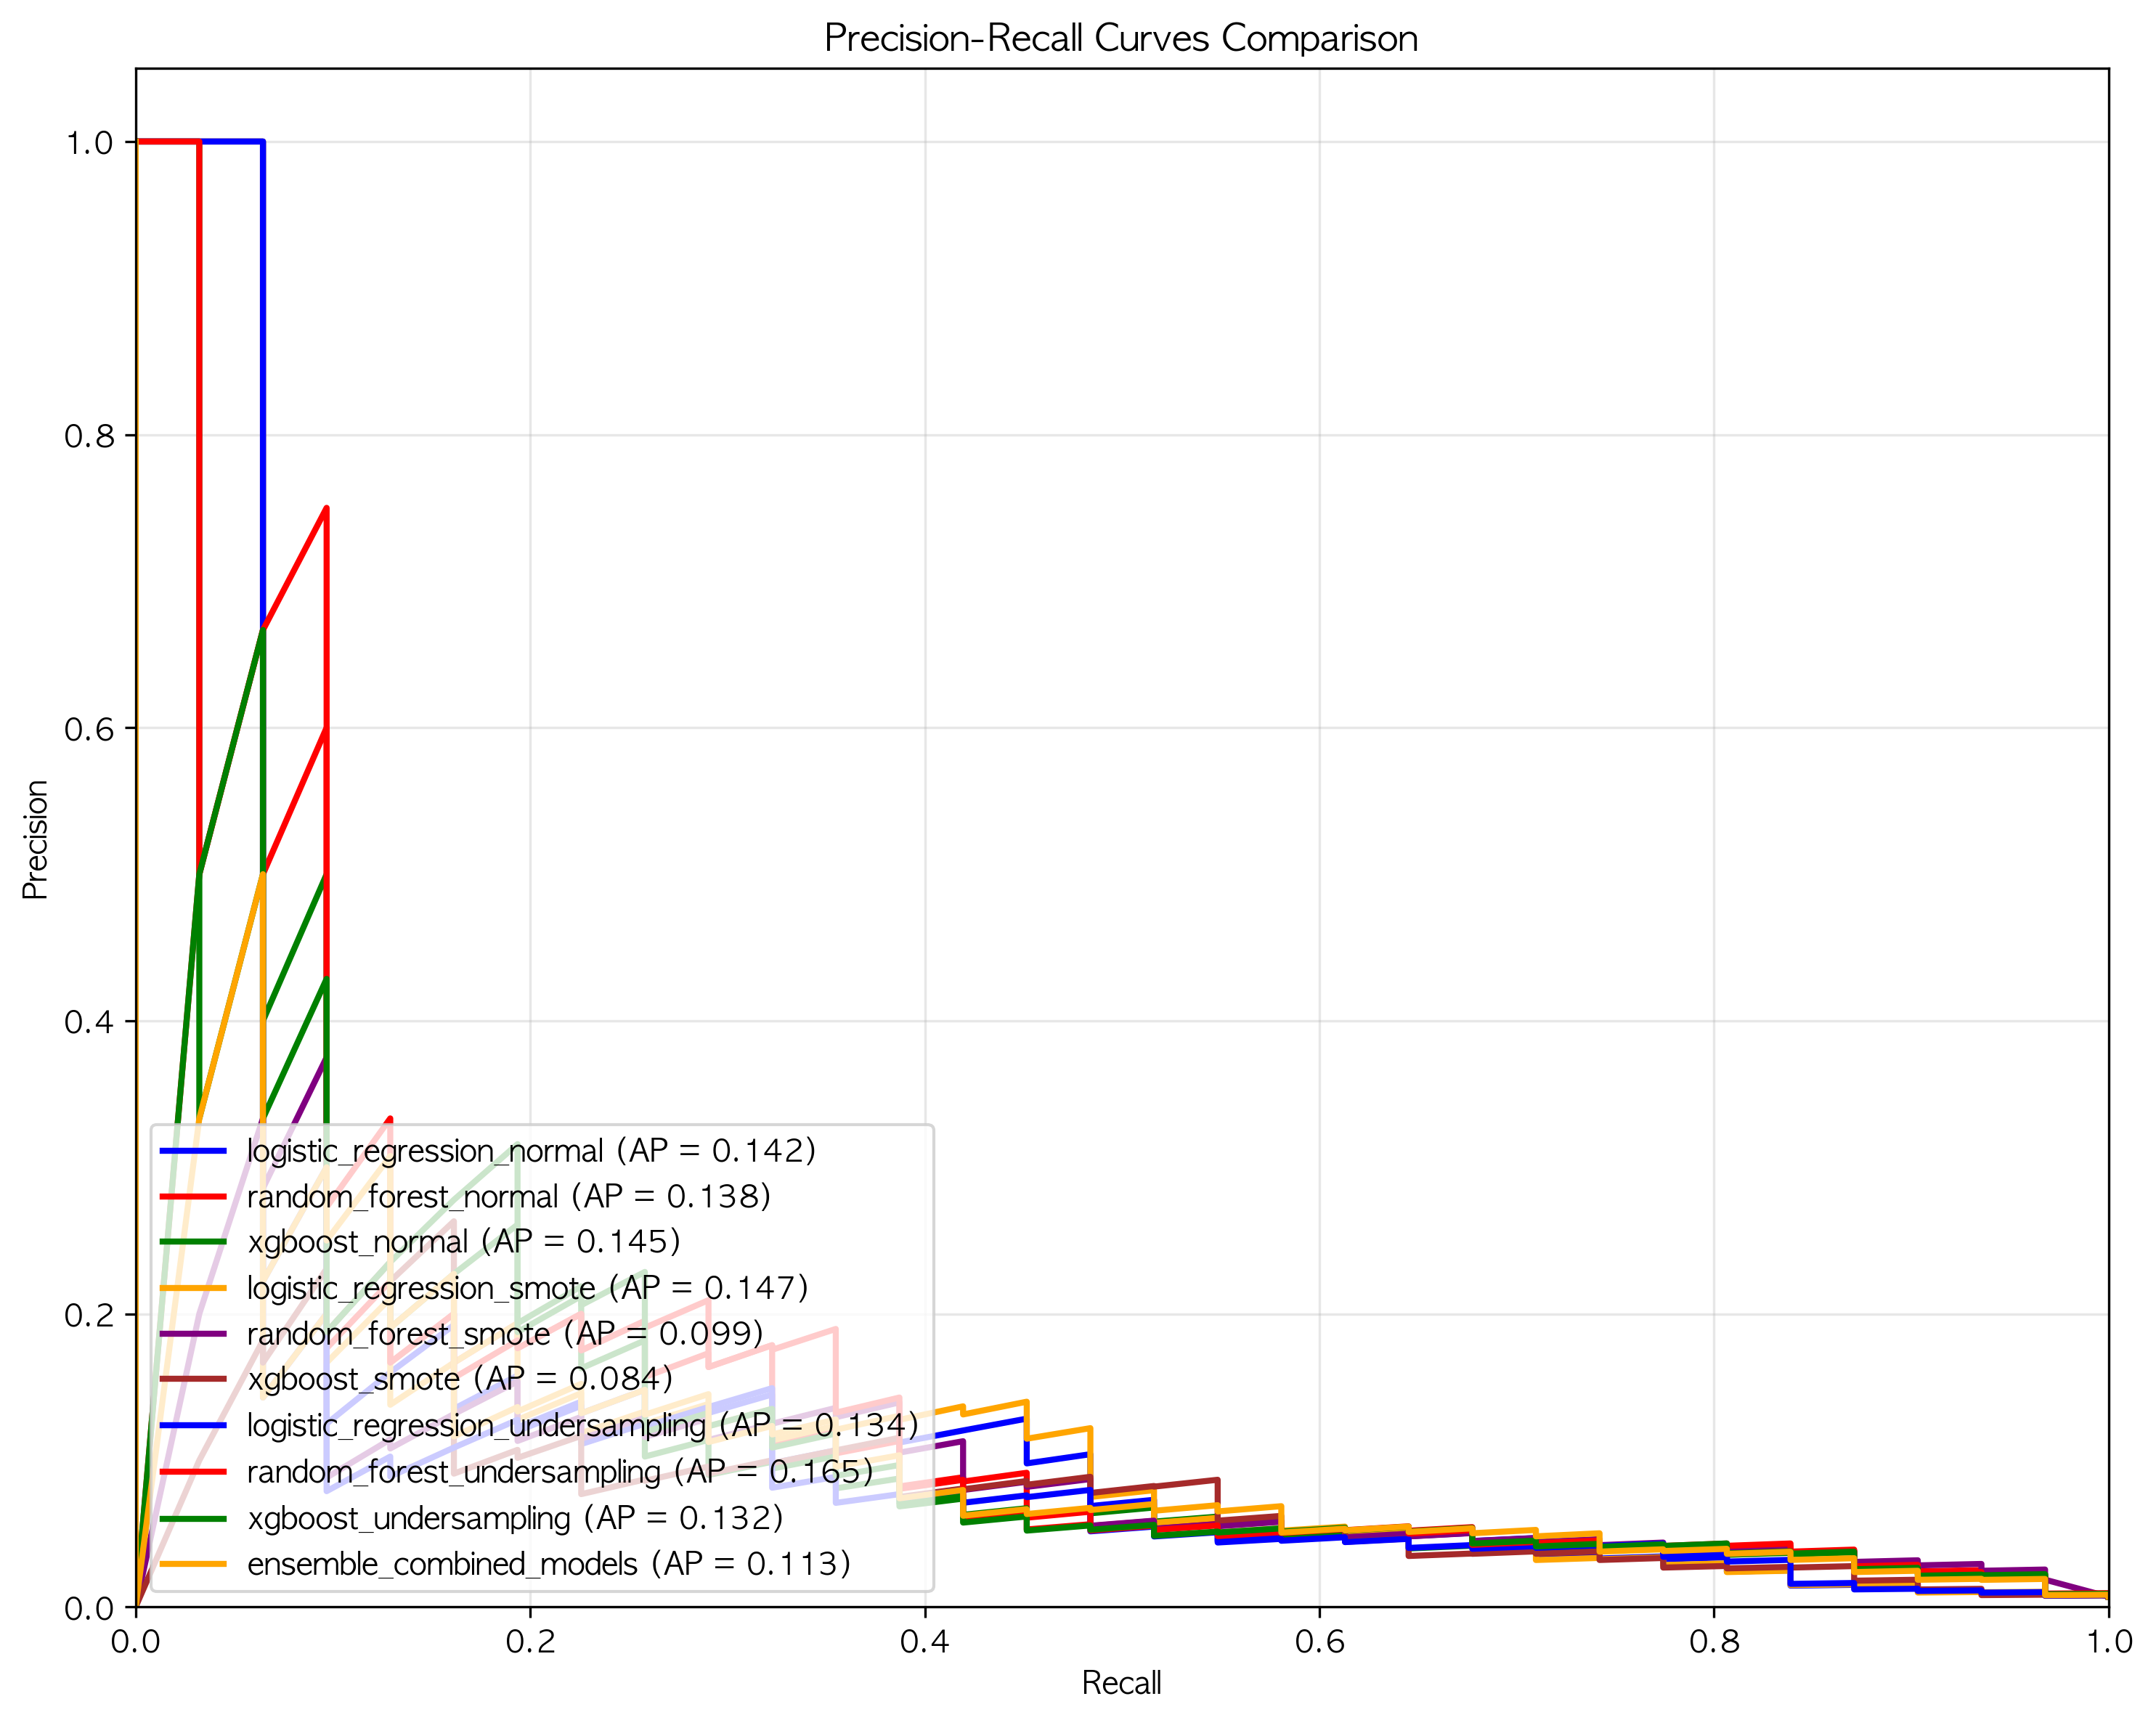 Precision-Recall Curves Comparison
Precision
1.0
0.8
0.6
0.4
0.2
0.0
logistic_regression_normal (AP = 0.142)
random_forest_normal (AP = 0.138)
xgboost_normal (AP = 0.145)
logistic_regression_smote (AP = 0.147)
random_forest_smote (AP = 0.099)
xgboost_smote (AP = 0.084)
logistic_regression_undersampling (AP = 0.134)
random_forest_undersampling (AP = 0.165)
xgboost_undersampling (AP = 0.132)
ensemble_combined_models (AP = 0.113)
0.0 0.2 0.4 0.6 0.8 1.0
Recall